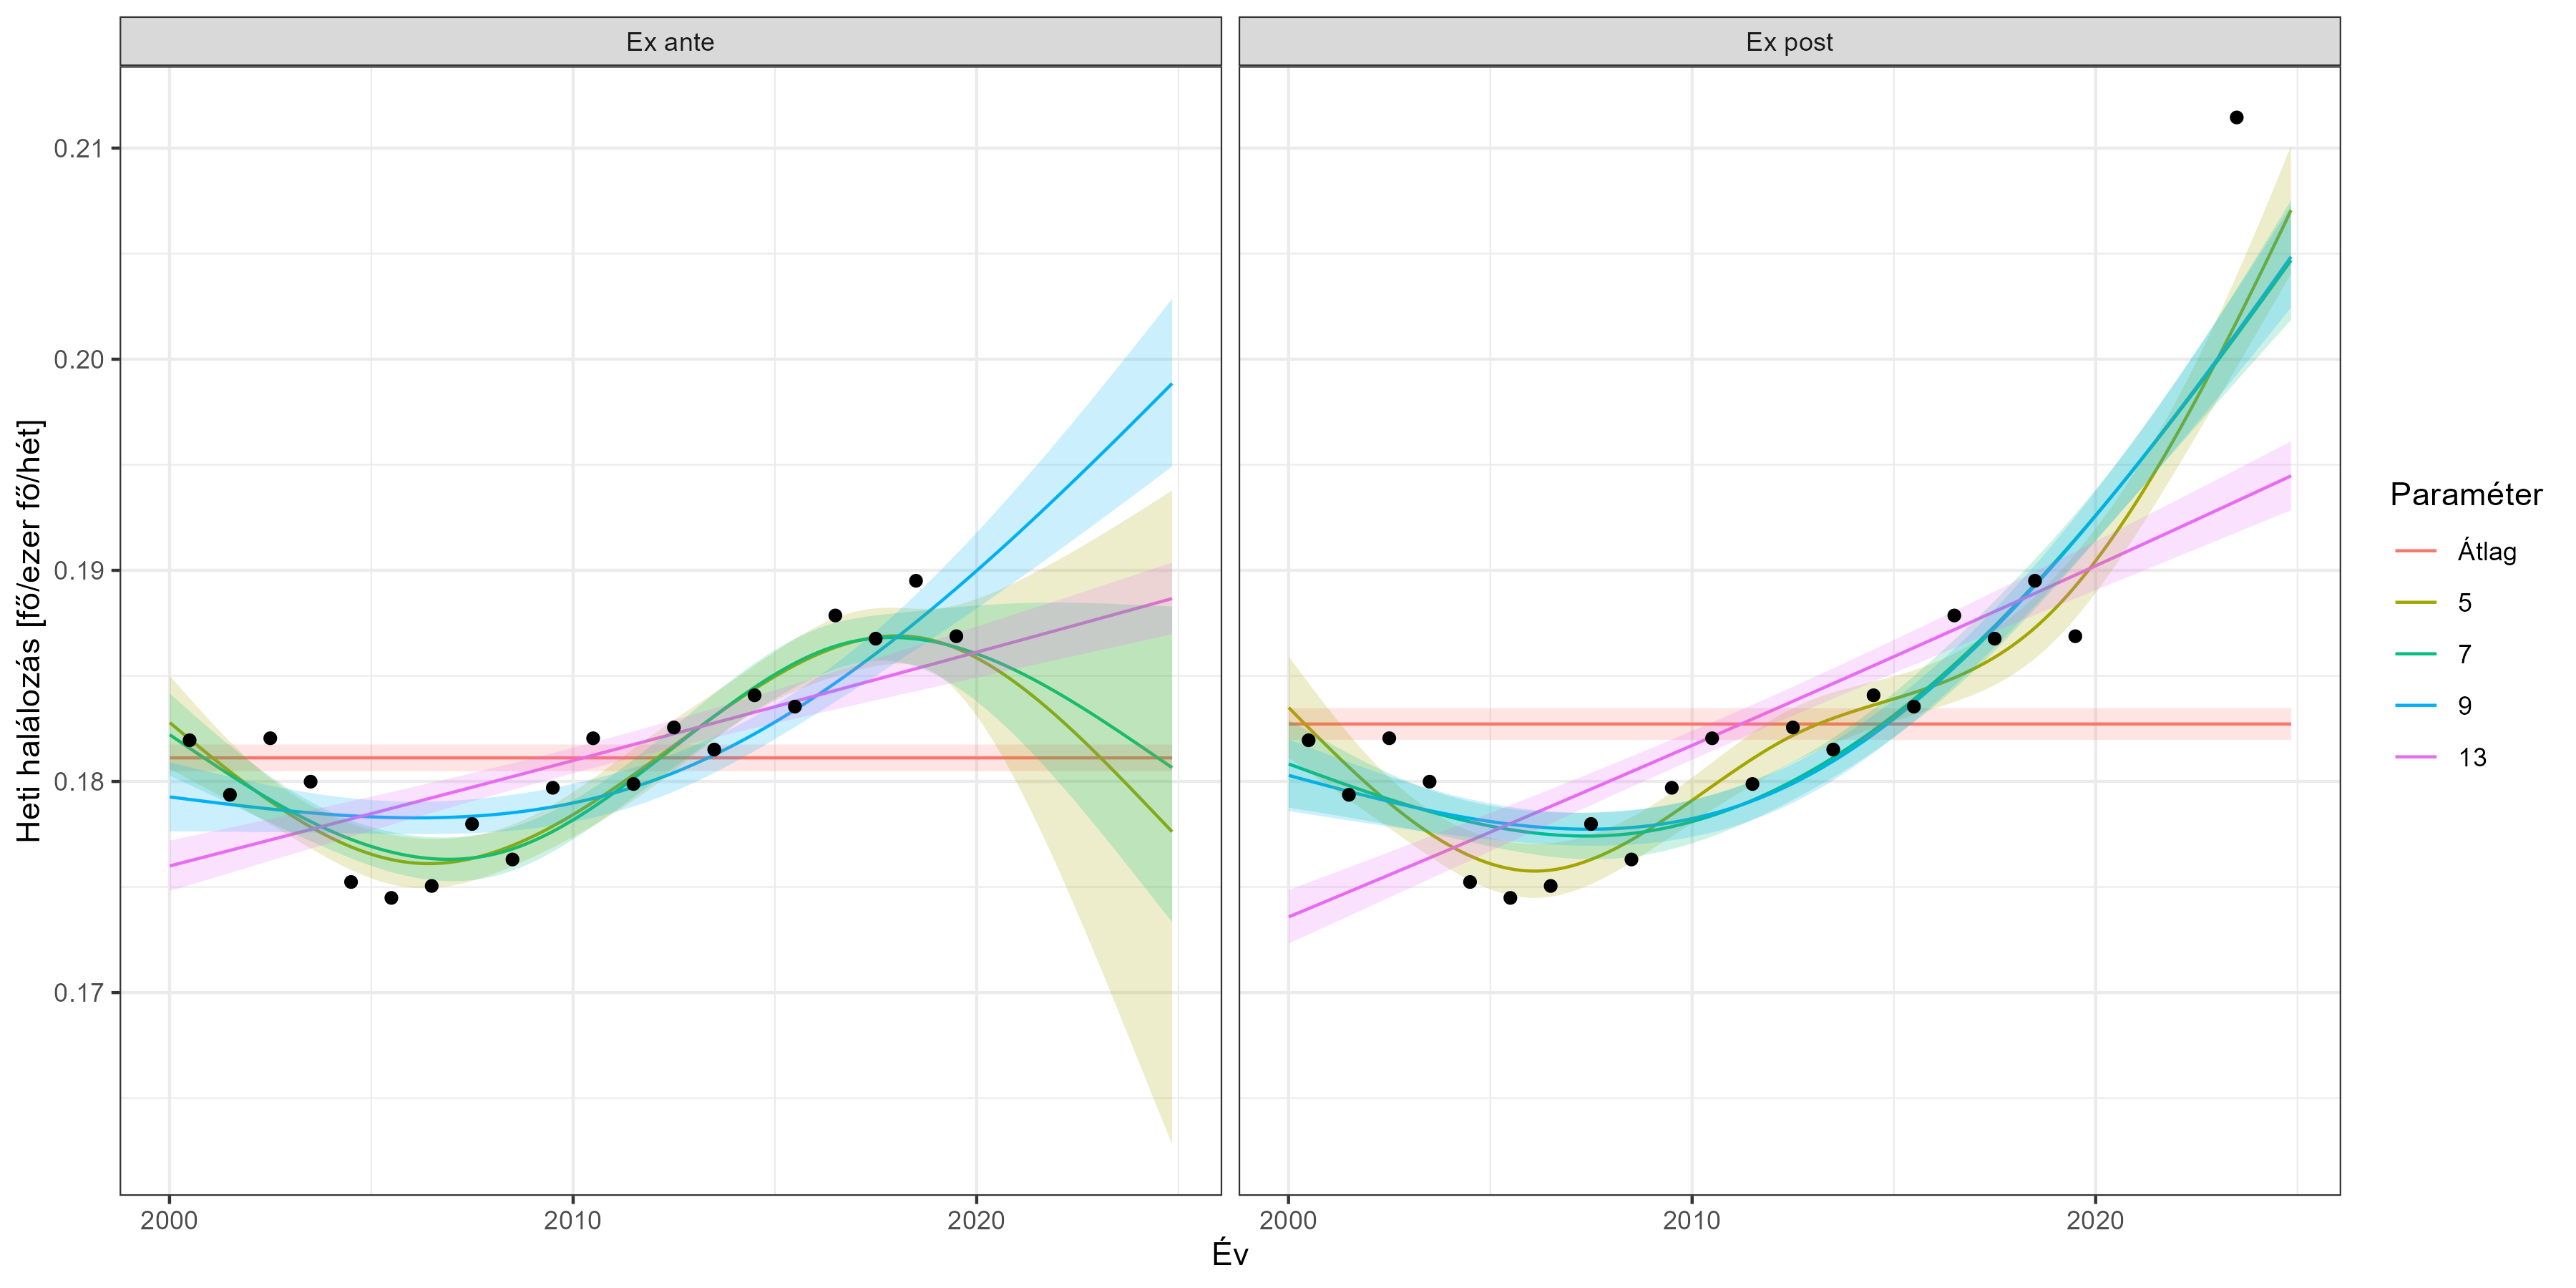 Ex ante
Ex post
Heti halálozás [fő/ezer fő/hét]
0.21
0.20
0.19
0.18
0.17
2000
2010
2020
2000
2010
2020
Év
Paraméter
Átlag
5
7
9
13